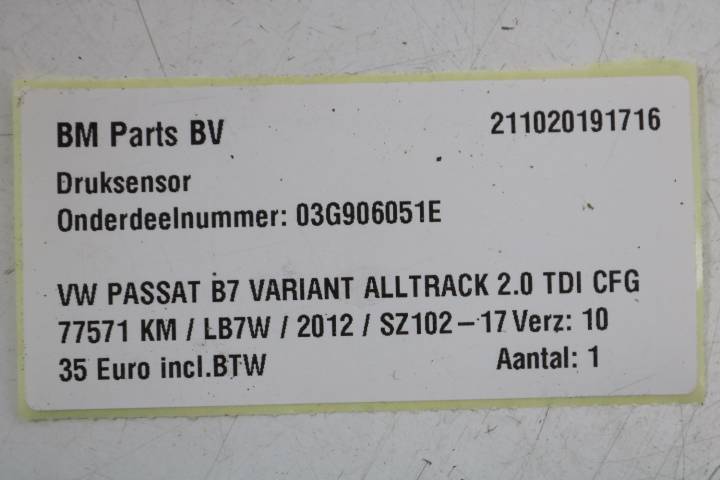 BM Parts BV 211020191716
Druksensor
Onderdeelnummer: 03G906051E
VW PASSAT B7 VARIANT ALLTRACK 2.0 TDI CFG
77571 KM / LB7W / 2012 / SZ102-17 Verz: 10
35 Euro incl.BTW Aantal: 1